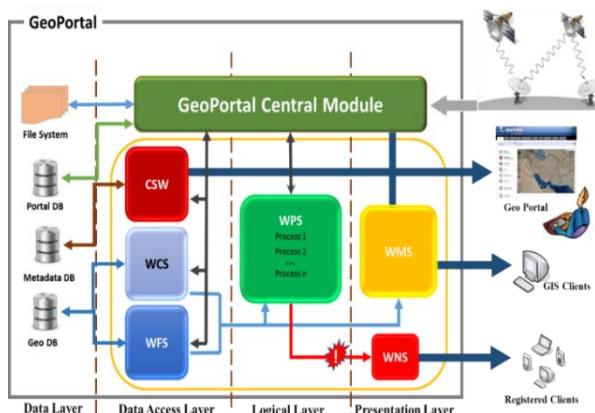 GeoPortal
GeoPortal Central Module
File System
Portal DB
Metadata DB
Geo DB
CSW
WCS
WFS
WPS
Process 1
Process 2
...
Process n
WMS
!
WNS
Geo Portal
GIS Clients
Registered Clients
Data Layer
Data Access Layer
Logical Layer
Presentation Layer